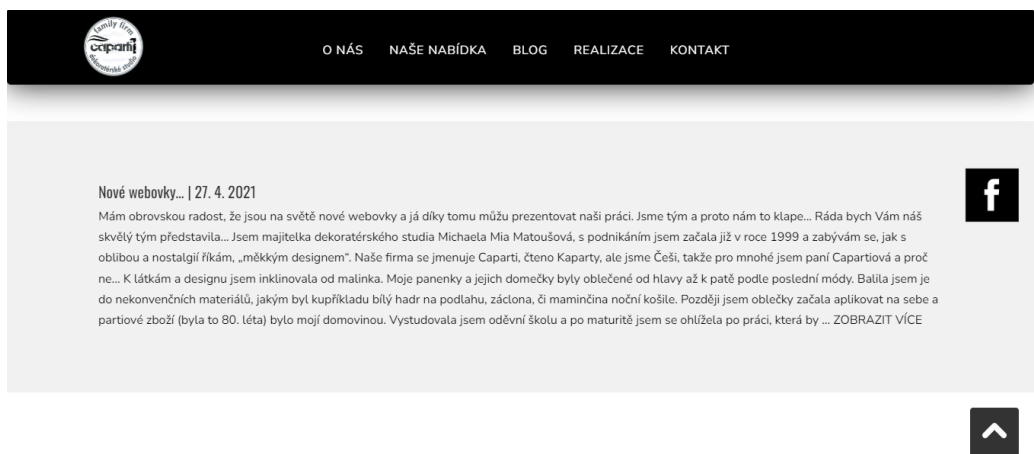 family firm
caparti
dekoratérské studio
O NÁS NAŠE NABÍDKA BLOG REALIZACE KONTAKT
Nové webovky... | 27. 4. 2021
Mám obrovskou radost, že jsou na světě nové webovky a já díky tomu můžu prezentovat naši práci. Jsme tým a proto nám to klape... Ráda bych Vám náš
skvělý tým představila... Jsem majitelka dekoratérského studia Michaela Mia Matoušová, s podnikáním jsem začala již v roce 1999 a zabývám se, jak s
oblibou a nostalgií říkám, „měkkým designem“. Naše firma se jmenuje Caparti, čteno Kaparty, ale jsme Češi, takže pro mnohé jsem paní Capartiová a proč
ne... K látkám a designu jsem inklinovala od malinka. Moje panenky a jejich domečky byly oblečené od hlavy až k patě podle poslední módy. Balila jsem je
do nekonvenčních materiálů, jakým byl kupříkladu bílý hadr na podlahu, záclona, či maminčina noční košile. Později jsem oblečky začala aplikovat na sebe a
partiové zboží (byla to 80. léta) bylo mojí domovinou. Vystudovala jsem oděvní školu a po maturitě jsem se ohlížela po práci, která by ... ZOBRAZIT VÍCE
f